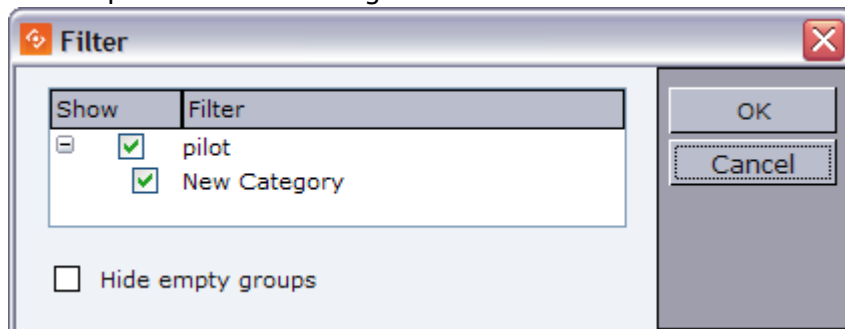 Filter
Show Filter
OK
pilot
Cancel
New Category
Hide empty groups